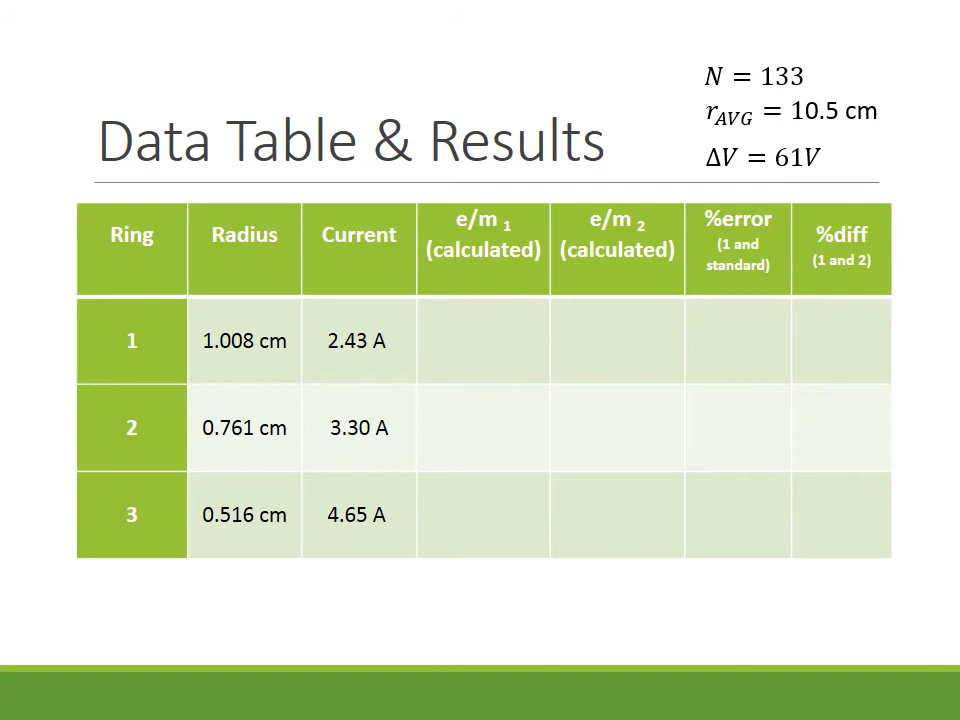 N = 133
r_AVG = 10.5 cm
ΔV = 61V
Data Table & Results
Ring Radius Current e/m 1 (calculated) e/m 2 (calculated) %error (1 and standard) %diff (1 and 2)
1 1.008 cm 2.43 A
2 0.761 cm 3.30 A
3 0.516 cm 4.65 A